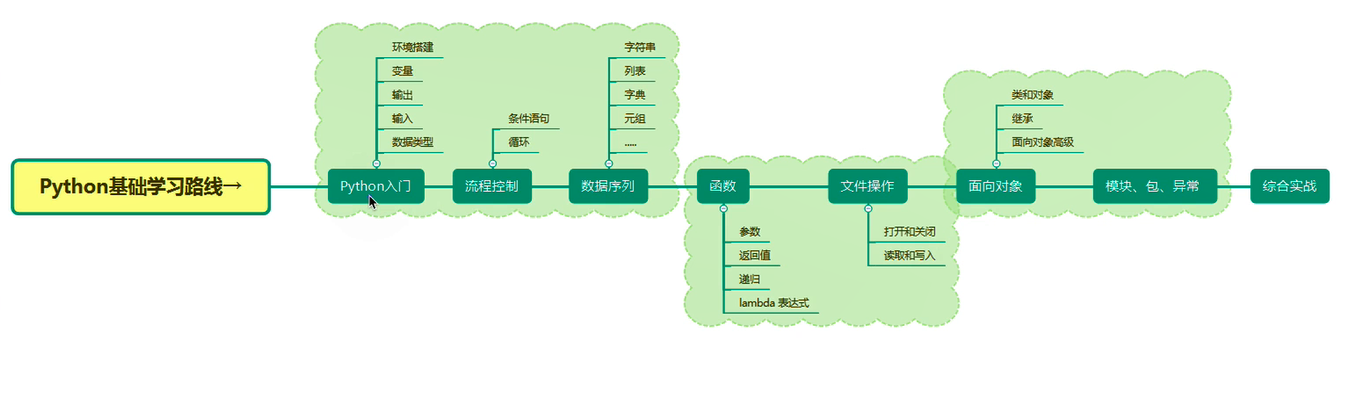 Python基础学习路线→
Python入门
环境搭建
变量
输出
输入
数据类型
流程控制
条件语句
循环
数据序列
字符串
列表
字典
元组
.....
函数
参数
返回值
递归
lambda 表达式
文件操作
打开和关闭
读取和写入
面向对象
类和对象
继承
面向对象高级
模块、包、异常
综合实战